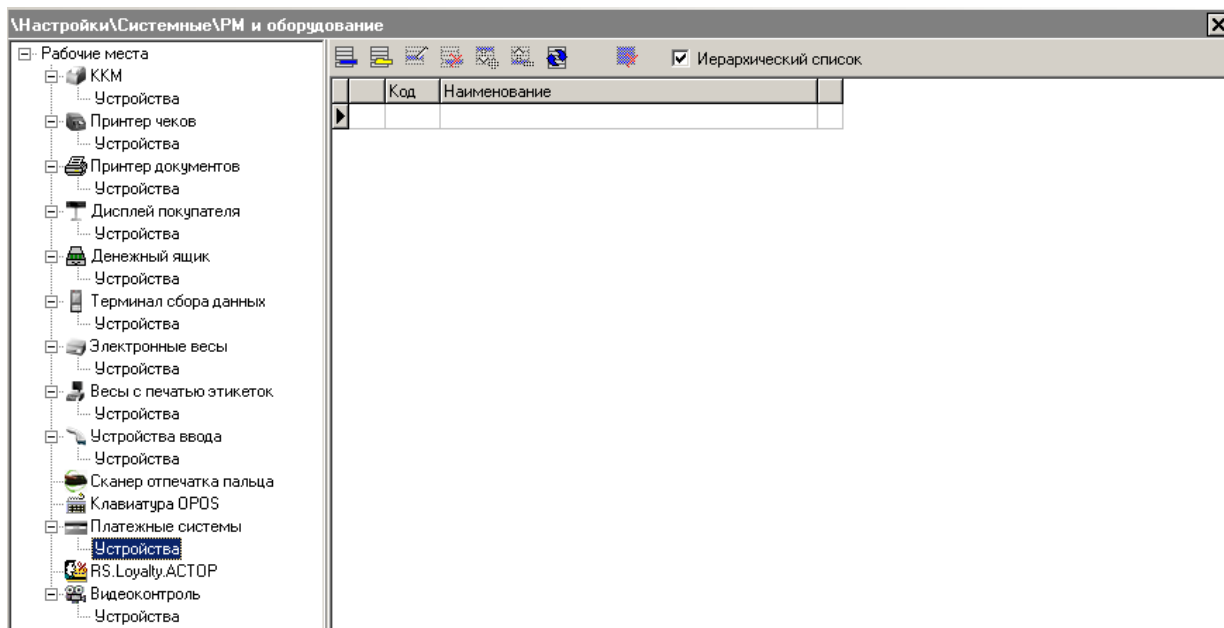 \Настройки\Системные\РМ и оборудование
Рабочие места
ККМ
Устройства
Принтер чеков
Устройства
Принтер документов
Устройства
Дисплей покупателя
Устройства
Денежный ящик
Устройства
Терминал сбора данных
Устройства
Электронные весы
Устройства
Весы с печатью этикеток
Устройства
Устройства ввода
Устройства
Сканер отпечатка пальца
Клавиатура OPOS
Платежные системы
Устройства
RS.Loyalty.АСТОР
Видеоконтроль
Устройства
Иерархический список
Код Наименование